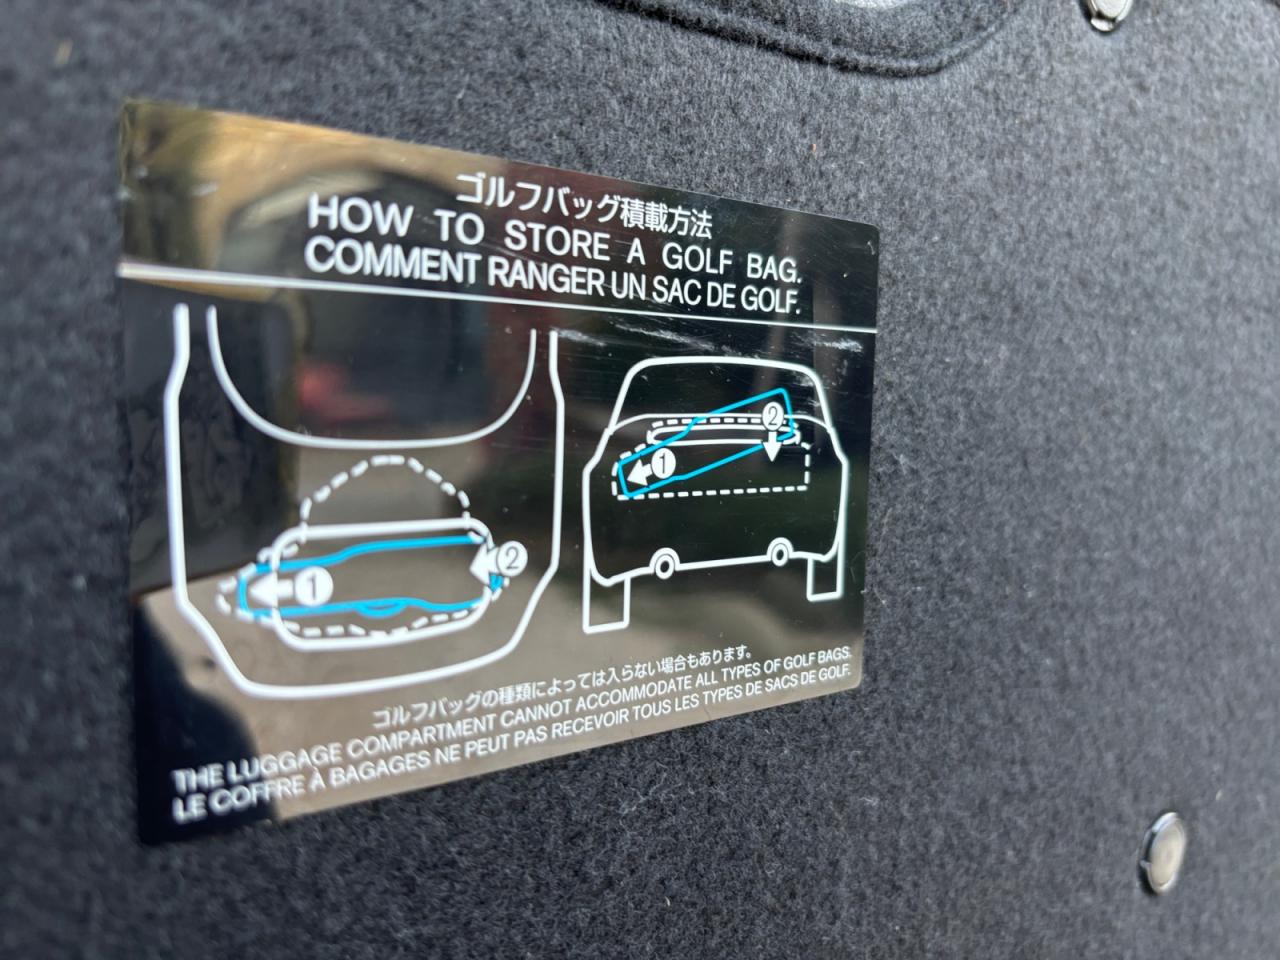 ゴルフバッグ積載方法
HOW TO STORE A GOLF BAG.
COMMENT RANGER UN SAC DE GOLF.
1
2
1
2
ゴルフバッグの種類によっては入らない場合もあります。
THE LUGGAGE COMPARTMENT CANNOT ACCOMMODATE ALL TYPES OF GOLF BAGS.
LE COFFRE À BAGAGES NE PEUT PAS RECEVOIR TOUS LES TYPES DE SACS DE GOLF.